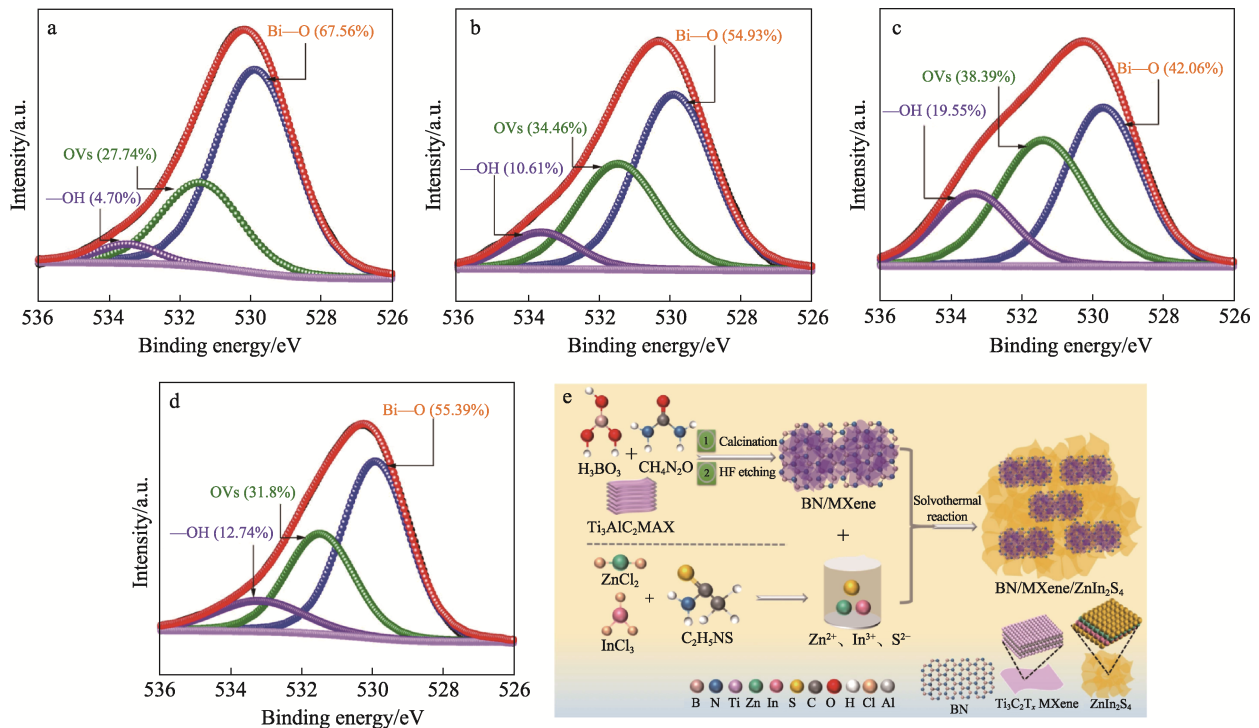 a
Bi—O (67.56%)
OVs (27.74%)
—OH (4.70%)
Intensity/a.u.
536 534 532 530 528 526
Binding energy/eV
b
Bi—O (54.93%)
OVs (34.46%)
—OH (10.61%)
Intensity/a.u.
536 534 532 530 528 526
Binding energy/eV
c
Bi—O (42.06%)
OVs (38.39%)
—OH (19.55%)
Intensity/a.u.
536 534 532 530 528 526
Binding energy/eV
d
Bi—O (55.39%)
OVs (31.8%)
—OH (12.74%)
Intensity/a.u.
536 534 532 530 528 526
Binding energy/eV
e
H₃BO₃
+
CH₄N₂O
1 Calcination
2 HF etching
Ti₃AlC₂MAX
BN/MXene
+
ZnCl₂
InCl₃
+
C₂H₅NS
Zn²⁺、In³⁺、S²⁻
Solvothermal
reaction
BN/MXene/ZnIn₂S₄
BN
Ti₃C₂Tₓ MXene
ZnIn₂S₄
B N Ti Zn In S C O H Cl Al